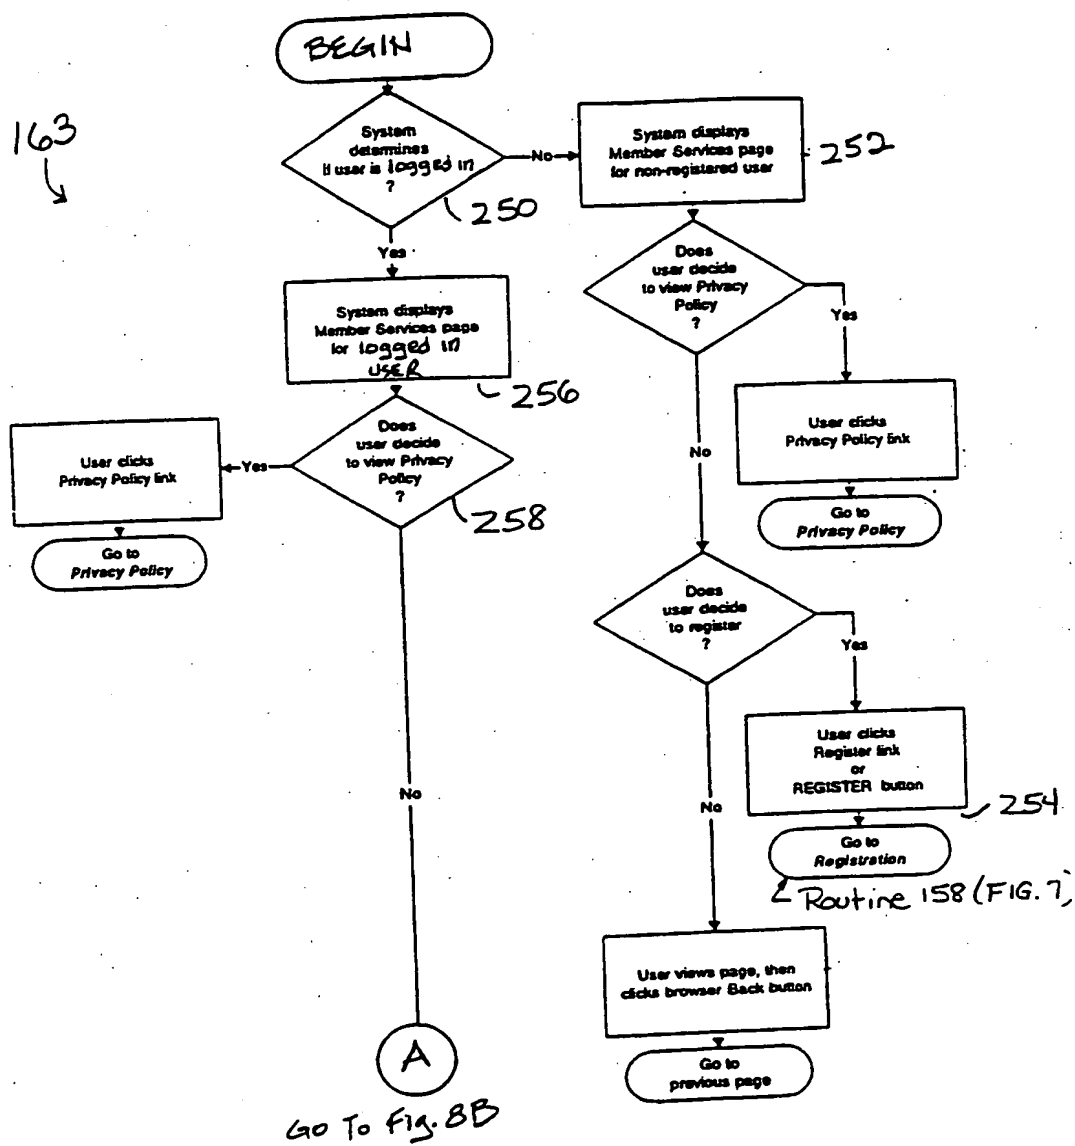 BEGIN
163
System
determines
If user is logged in
?
250
No
System displays
Member Services page
for non-registered user
252
Yes
System displays
Member Services page
for logged in
USER
256
Does
user decide
to view Privacy
Policy
?
Yes
User clicks
Privacy Policy link
Go to
Privacy Policy
No
Does
user decide
to view Privacy
Policy
?
258
Yes
User clicks
Privacy Policy link
Go to
Privacy Policy
No
A
Go To Fig. 8B
Does
user decide
to register
?
Yes
User clicks
Register link
or
REGISTER button
254
Go to
Registration
Routine 158 (FIG. 7)
No
User views page, then
clicks browser Back button
Go to
previous page